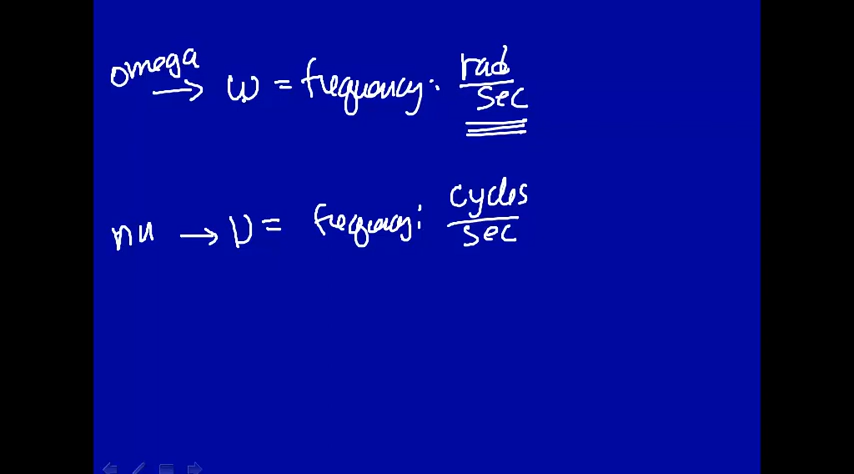 omega → ω = frequency: rad/sec
nu → ν = frequency: cycles/sec